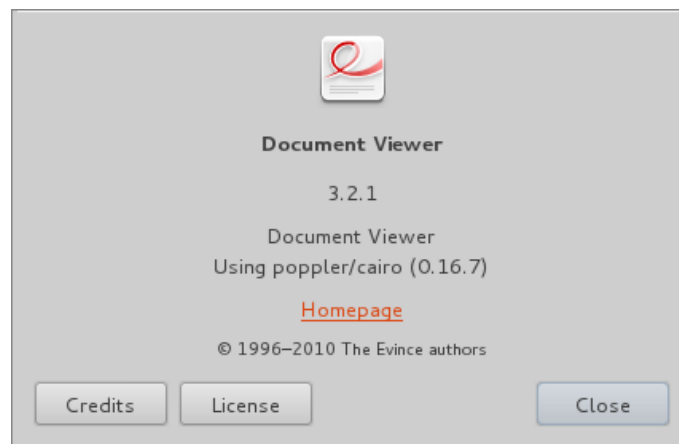 Document Viewer
3.2.1
Document Viewer
Using poppler/cairo (0.16.7)
Homepage
© 1996–2010 The Evince authors
Credits License Close